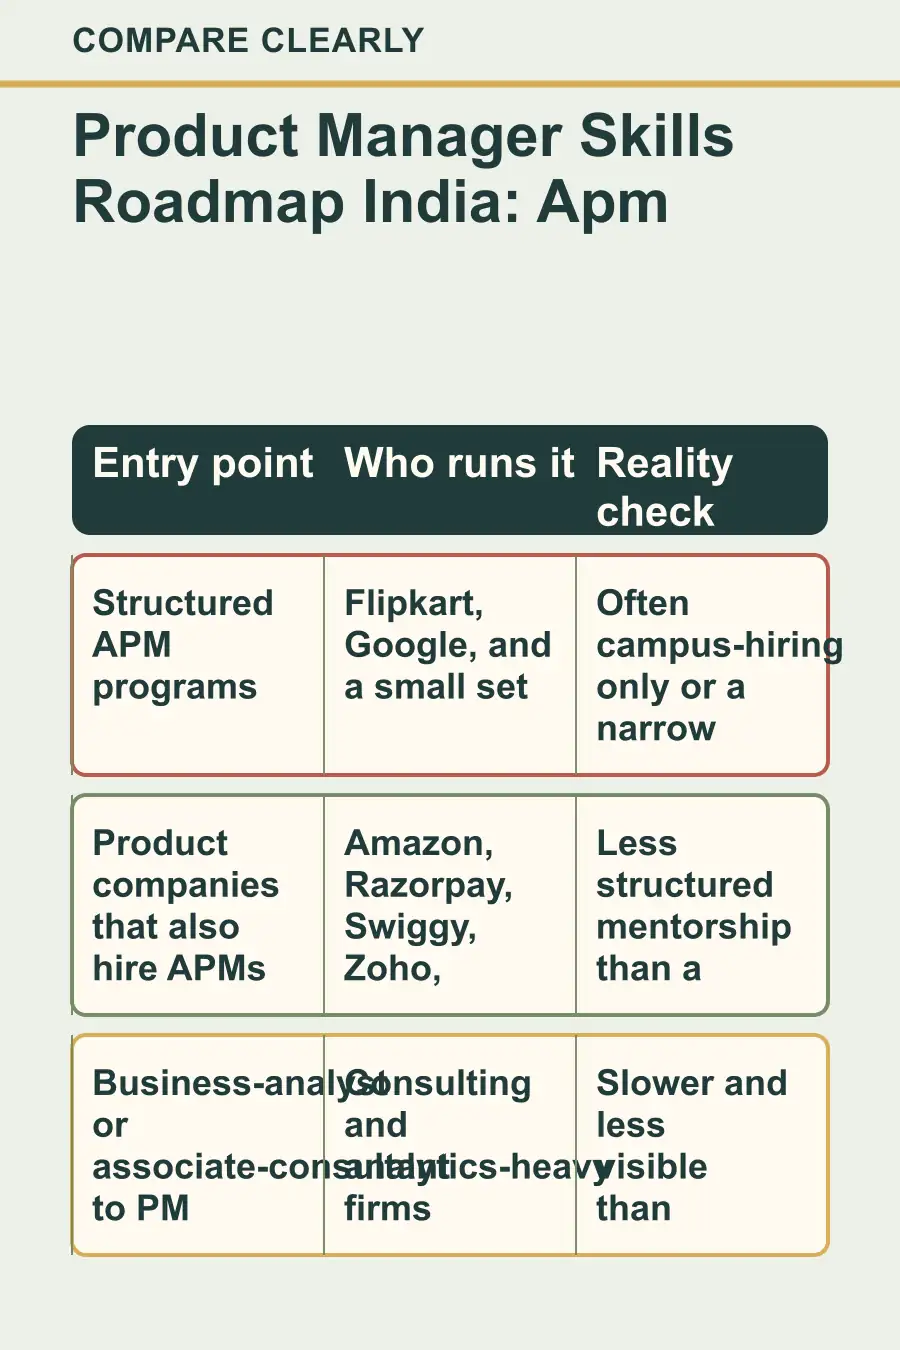 COMPARE CLEARLY
Product Manager Skills
Roadmap India: Apm
Entry point
Who runs it
Reality
check
Structured
APM
programs
Flipkart,
Google, and
a small set
Often
campus-hiring
only or a
narrow
Product
companies
that also
hire APMs
Amazon,
Razorpay,
Swiggy,
Zoho,
Less
structured
mentorship
than a
Business-analyst
or
associate-consultant
to PM
Consulting
and
analytics-heavy
firms
Slower and
less
visible
than